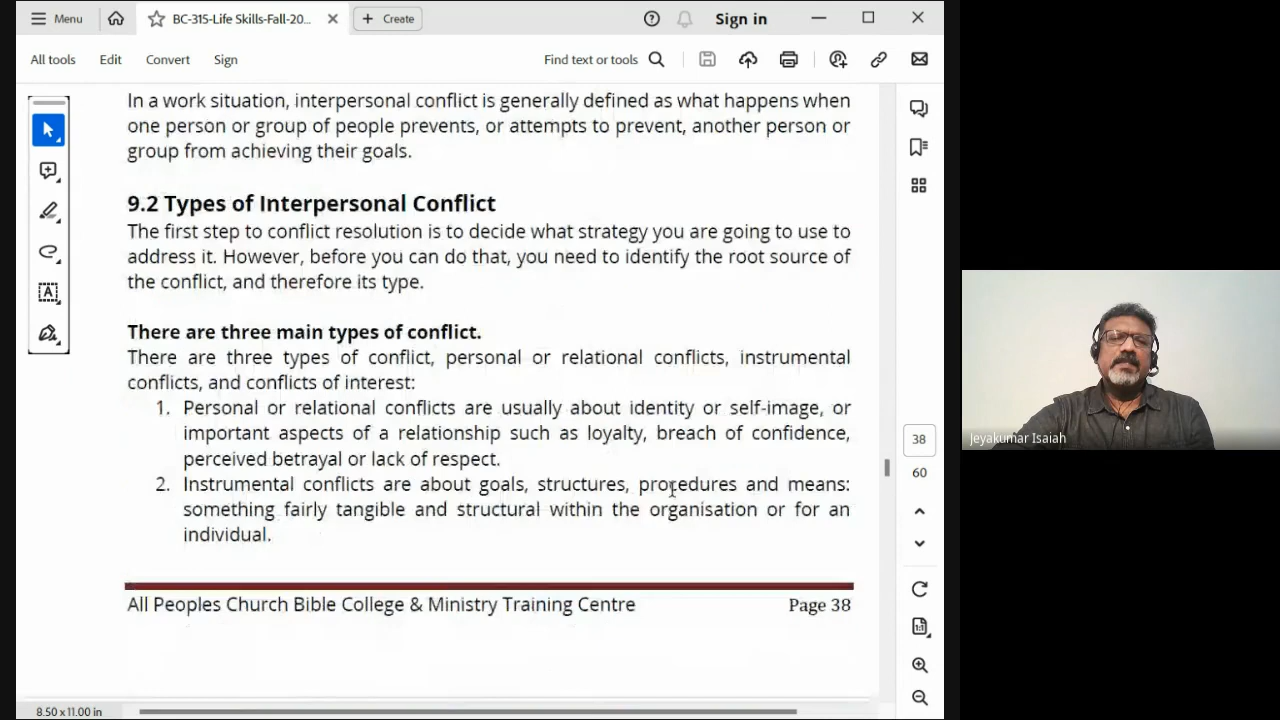 Menu
BC-315-Life Skills-Fall-20...
Create
Sign in
All tools
Edit
Convert
Sign
Find text or tools
In a work situation, interpersonal conflict is generally defined as what happens when
one person or group of people prevents, or attempts to prevent, another person or
group from achieving their goals.
9.2 Types of Interpersonal Conflict
The first step to conflict resolution is to decide what strategy you are going to use to
address it. However, before you can do that, you need to identify the root source of
the conflict, and therefore its type.
There are three main types of conflict.
There are three types of conflict, personal or relational conflicts, instrumental
conflicts, and conflicts of interest:
1. Personal or relational conflicts are usually about identity or self-image, or
important aspects of a relationship such as loyalty, breach of confidence,
perceived betrayal or lack of respect.
2. Instrumental conflicts are about goals, structures, procedures and means:
something fairly tangible and structural within the organisation or for an
individual.
All Peoples Church Bible College & Ministry Training Centre
Page 38
38
60
8.50 x 11.00 in
Jeyakumar Isaiah